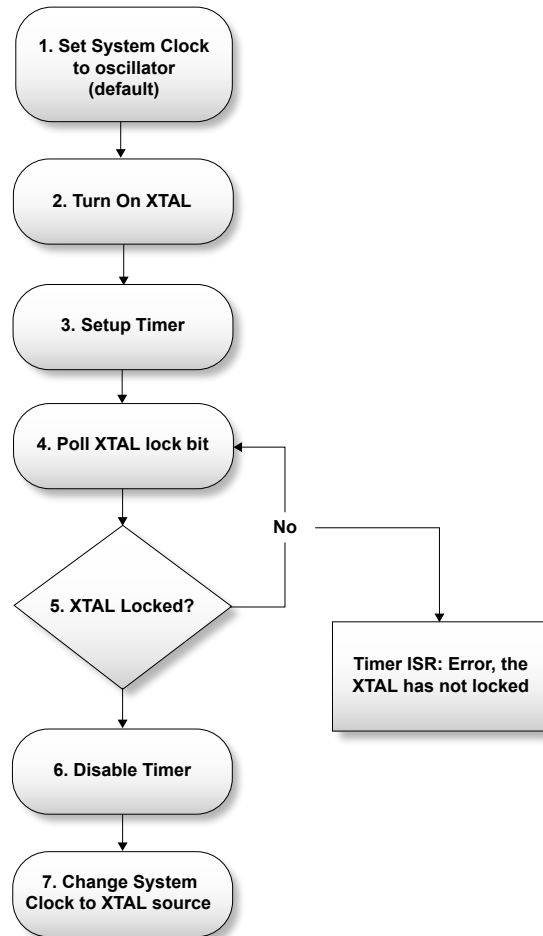 1. Set System Clock
to oscillator
(default)
2. Turn On XTAL
3. Setup Timer
4. Poll XTAL lock bit
No
5. XTAL Locked?
Timer ISR: Error, the
XTAL has not locked
6. Disable Timer
7. Change System
Clock to XTAL source